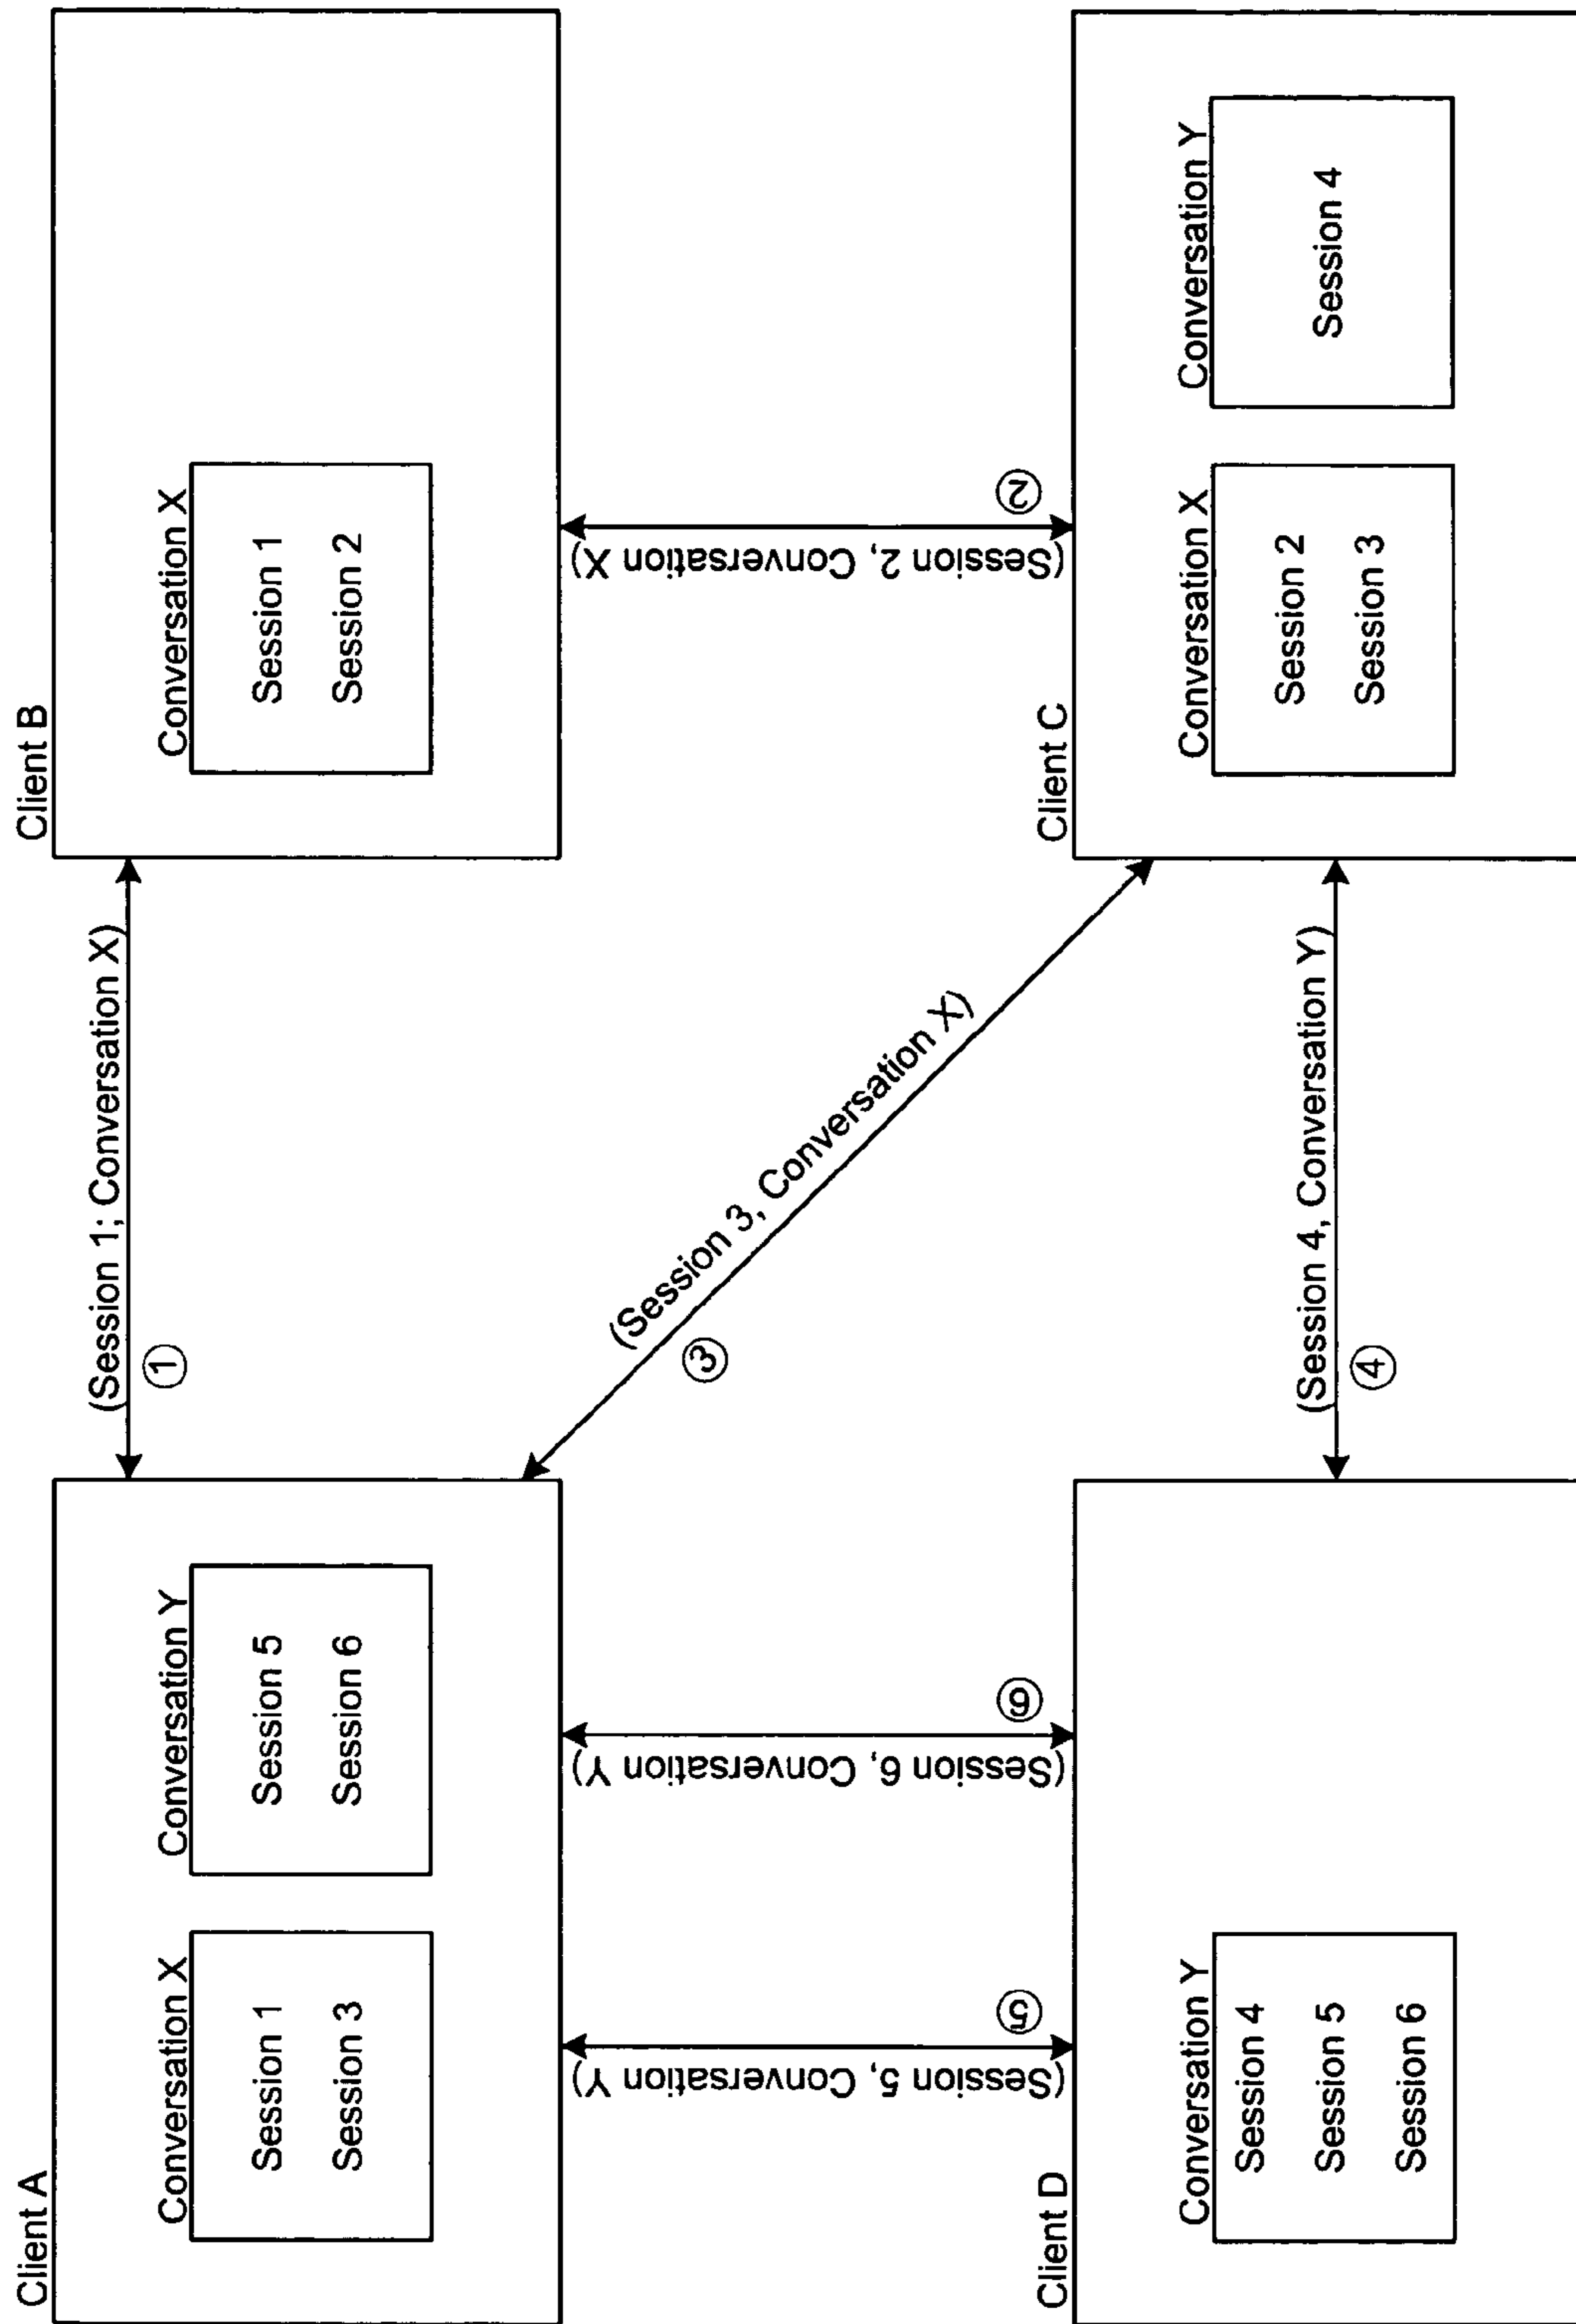 Client A
Conversation X
Session 1
Session 3
Conversation Y
Session 5
Session 6
(Session 1; Conversation X)
①
Client B
Conversation X
Session 1
Session 2
(Session 5, Conversation Y)
⑤
(Session 6, Conversation Y)
⑥
(Session 3, Conversation X)
③
(Session 2, Conversation X)
②
Client D
Conversation Y
Session 4
Session 5
Session 6
(Session 4, Conversation Y)
④
Client C
Conversation X
Session 2
Session 3
Conversation Y
Session 4